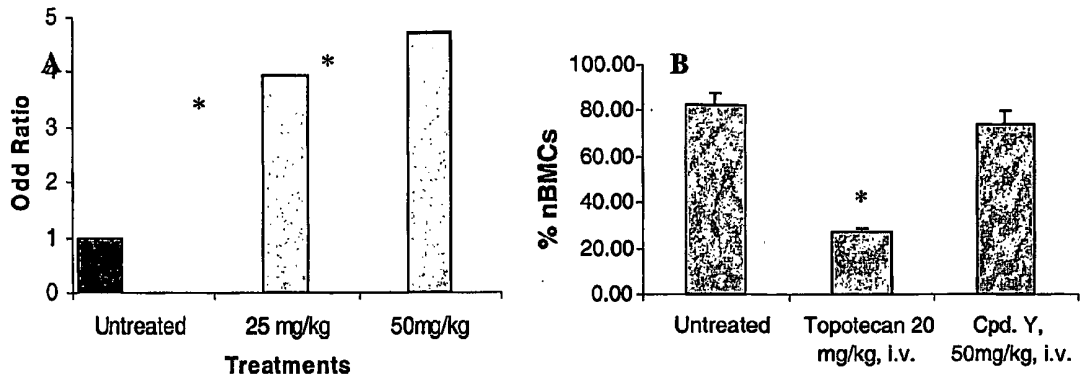 A
Odd Ratio
5
4
3
2
1
0
*
*
Untreated
25 mg/kg
50mg/kg
Treatments
B
% nBMCs
100.00
80.00
60.00
40.00
20.00
0.00
*
Untreated
Topotecan 20
mg/kg, i.v.
Cpd. Y,
50mg/kg, i.v.